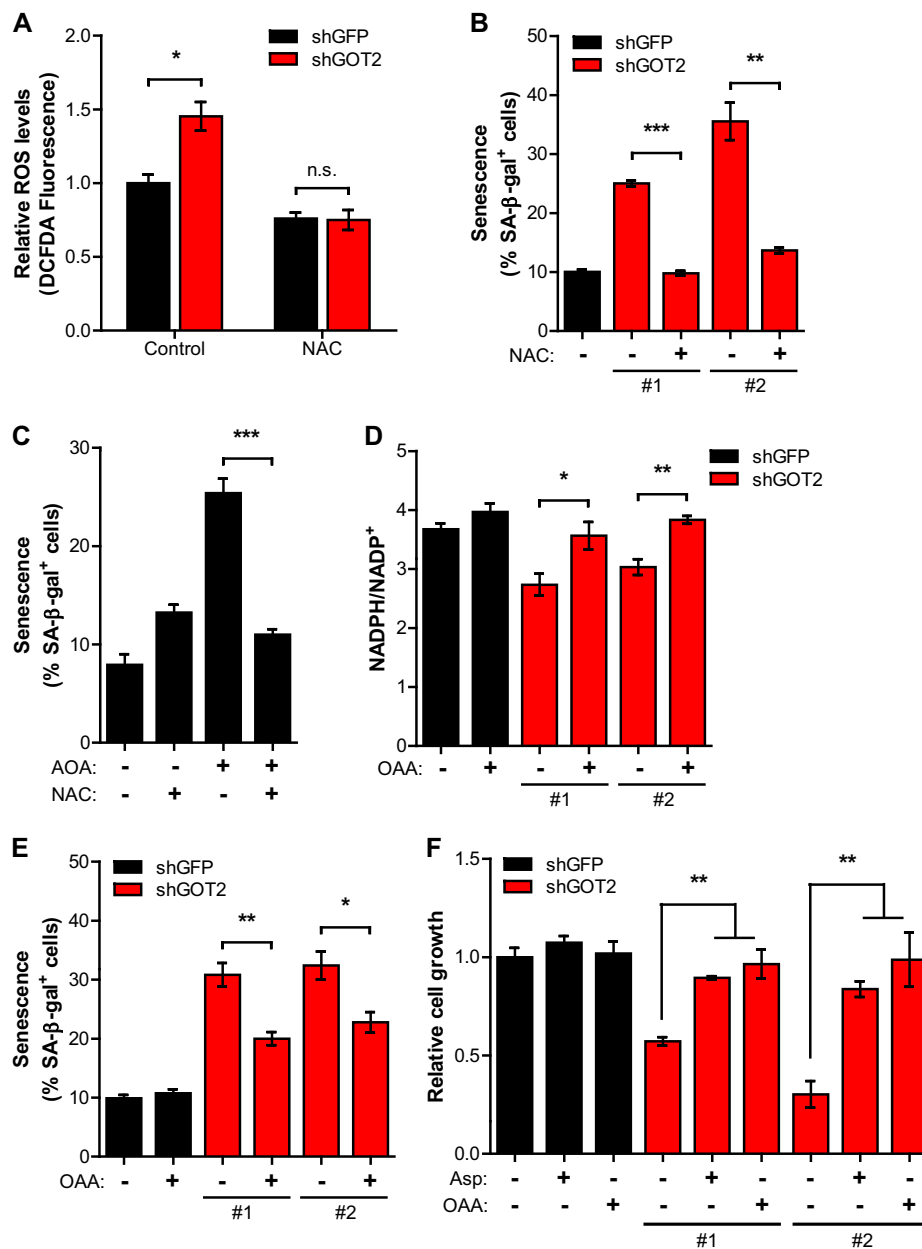 A
shGFP
shGOT2
Relative ROS levels
(DCFDA Fluorescence)
2.0
1.5
1.0
0.5
0.0
*
n.s.
Control
NAC
B
shGFP
shGOT2
Senescence
(% SA-β-gal+ cells)
50
40
30
20
10
0
***
**
NAC: - - + - +
#1 #2
C
Senescence
(% SA-β-gal+ cells)
30
20
10
0
***
AOA: - - + +
NAC: - + - +
D
shGFP
shGOT2
NADPH/NADP+
5
4
3
2
1
0
*
**
OAA: - + - + - +
#1 #2
E
shGFP
shGOT2
Senescence
(% SA-β-gal+ cells)
50
40
30
20
10
0
**
*
OAA: - + - + - +
#1 #2
F
shGFP
shGOT2
Relative cell growth
1.5
1.0
0.5
0.0
**
**
Asp: - + - - + - - + -
OAA: - - + - - + - - +
#1 #2